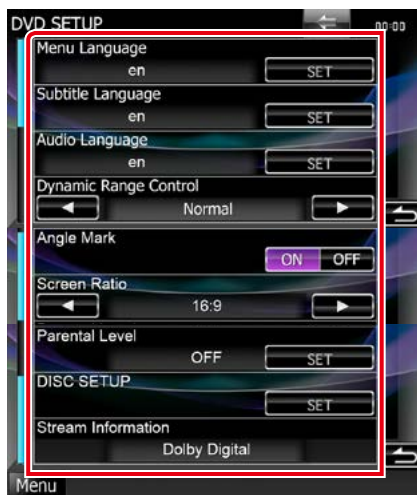 DVD SETUP
00:00
Menu Language
en SET
Subtitle Language
en SET
Audio Language
en SET
Dynamic Range Control
Normal
Angle Mark
ON OFF
Screen Ratio
16:9
Parental Level
OFF SET
DISC SETUP
SET
Stream Information
Dolby Digital
Menu